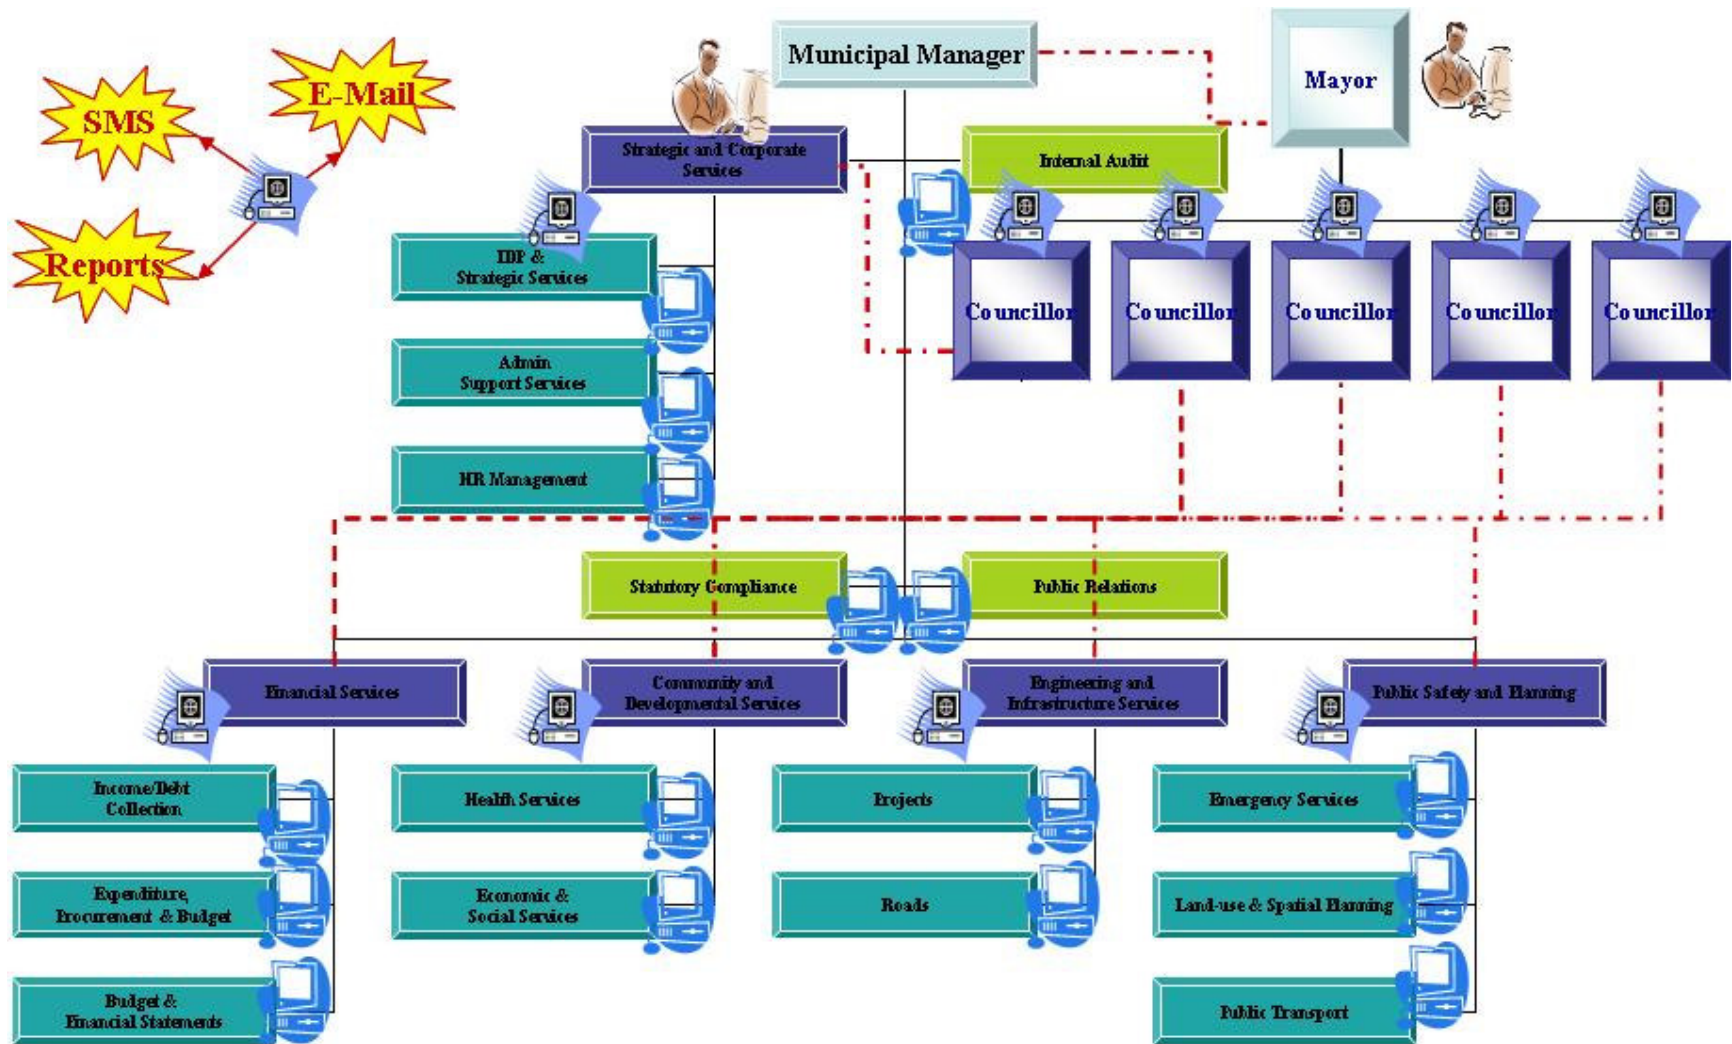 Municipal Manager
Mayor
E-Mail
SMS
Reports
Strategic and Corporate
Services
Internal Audit
IDP &
Strategic Services
Councillor
Councillor
Councillor
Councillor
Councillor
Admin
Support Services
HR Management
Statutory Compliance
Public Relations
Financial Services
Community and
Developmental Services
Engineering and
Infrastructure Services
Public Safety and Planning
Income/Debt
Collection
Health Services
Projects
Emergency Services
Expenditure,
Procurement & Budget
Economic &
Social Services
Roads
Land-use & Spatial Planning
Budget &
Financial Statements
Public Transport